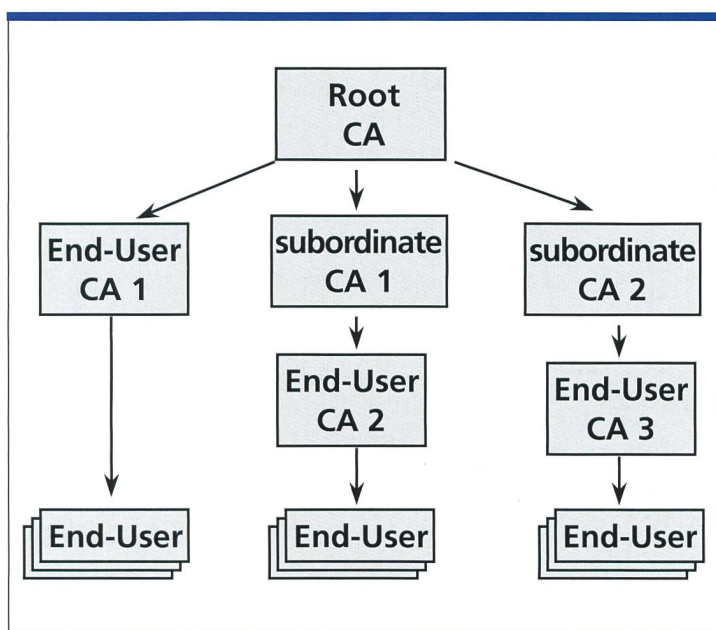 Root
CA
End-User
CA 1
subordinate
CA 1
subordinate
CA 2
End-User
CA 2
End-User
CA 3
End-User
End-User
End-User